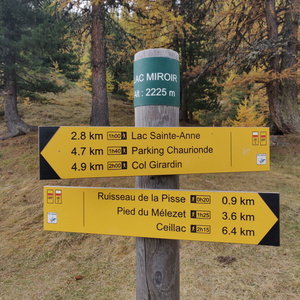 LAC MIROIR
Alt : 2225 m
2.8 km 1h00 Lac Sainte-Anne
4.7 km 1h40 Parking Chaurionde
4.9 km 2h00 Col Girardin
Ruisseau de la Pisse 0h20 0.9 km
Pied du Mélezet 1h25 3.6 km
Ceillac 2h15 6.4 km